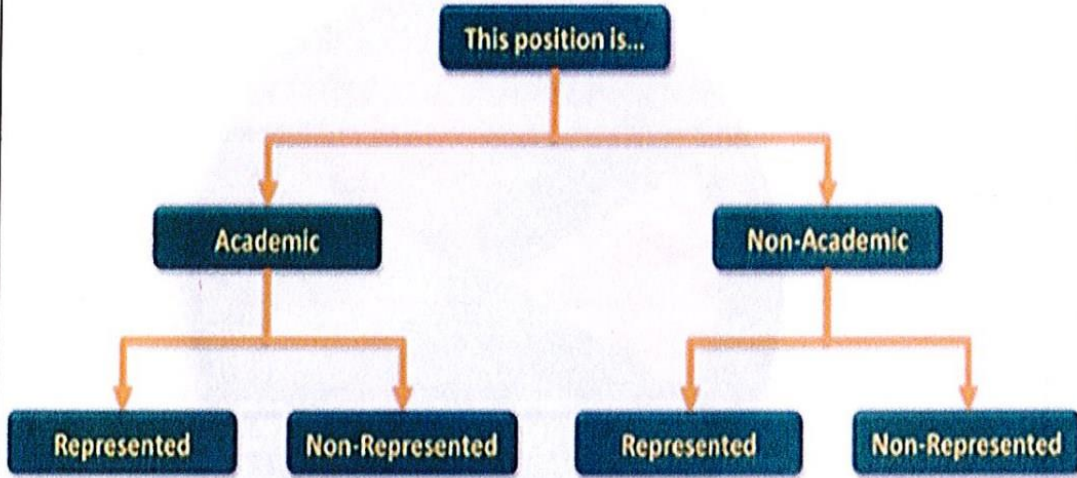 This position is...
Academic
Non-Academic
Represented
Non-Represented
Represented
Non-Represented